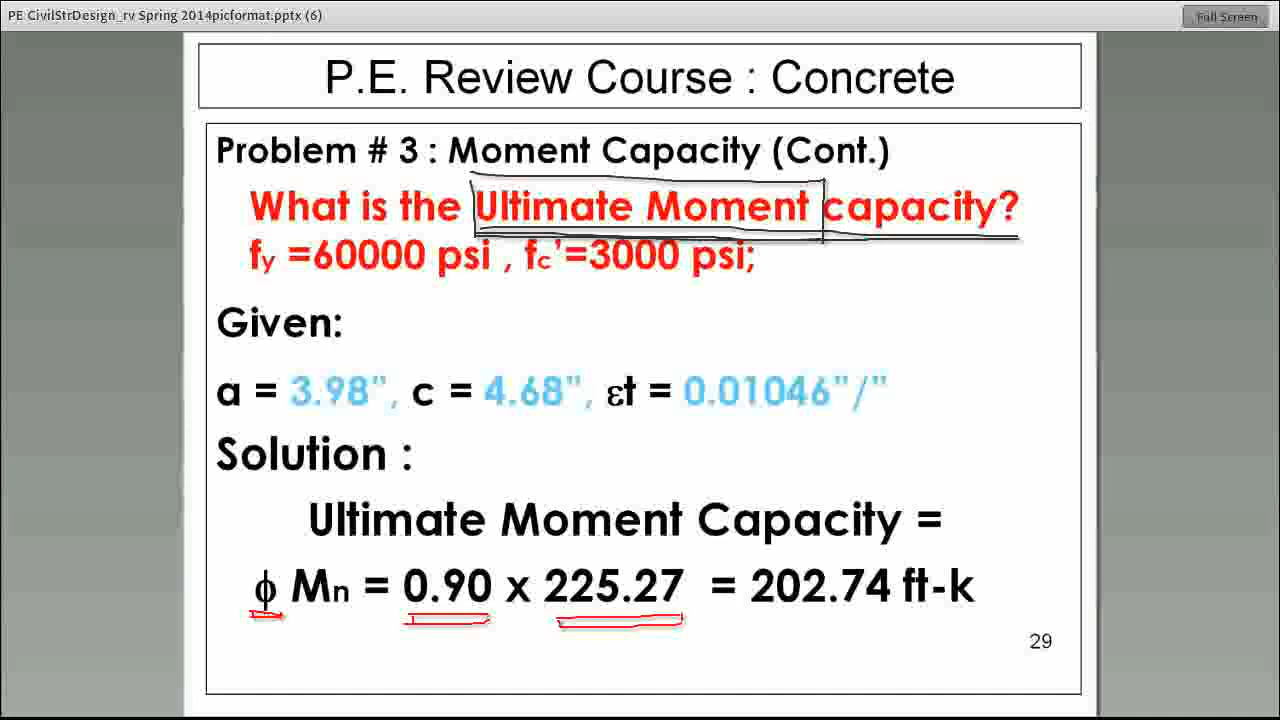 PE CivilStrDesign_rv Spring 2014picformat.pptx (6)
Full Screen
P.E. Review Course : Concrete
Problem # 3 : Moment Capacity (Cont.)
What is the Ultimate Moment capacity?
fy =60000 psi , fc'=3000 psi;
Given:
a = 3.98", c = 4.68", εt = 0.01046"/"
Solution :
Ultimate Moment Capacity =
ϕ Mn = 0.90 x 225.27 = 202.74 ft-k
29